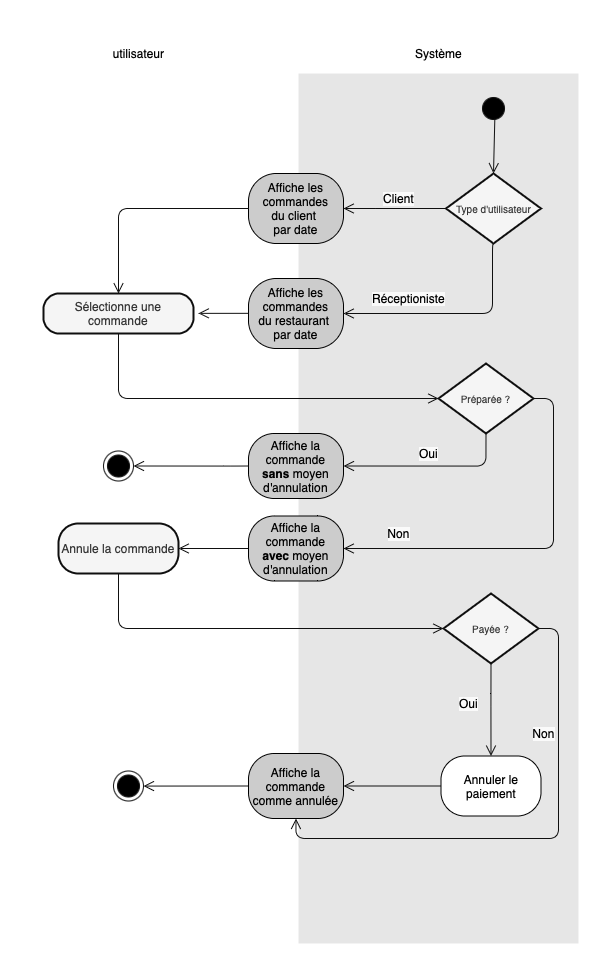 utilisateur
Système
Affiche les
commandes
du client
par date
Client
Type d'utilisateur
Sélectionne une
commande
Affiche les
commandes
du restaurant
par date
Réceptioniste
Préparée ?
Affiche la
commande
sans moyen
d'annulation
Oui
Annule la commande
Affiche la
commande
avec moyen
d'annulation
Non
Payée ?
Oui
Non
Affiche la
commande
comme annulée
Annuler le
paiement